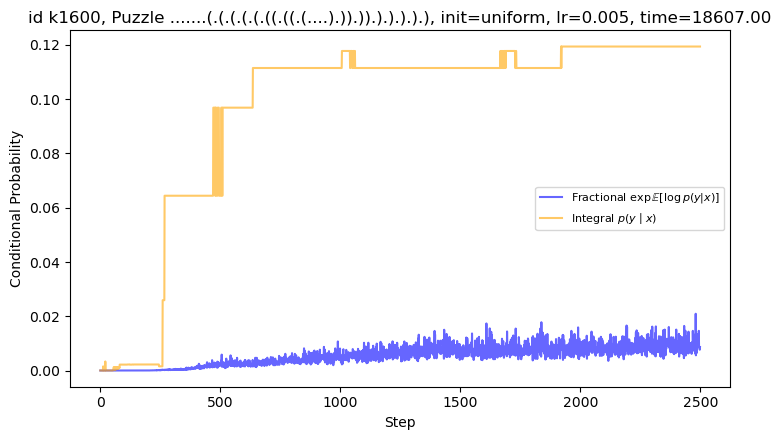 id k1600, Puzzle .......(.(.(.(.(.((.((.(....).)).)).).).).).), init=uniform, lr=0.005, time=18607.00
0.12
0.10
0.08
0.06
0.04
0.02
0.00
Conditional Probability
Fractional exp𝔼[log p(y|x)]
Integral p(y | x)
0
500
1000
1500
2000
2500
Step